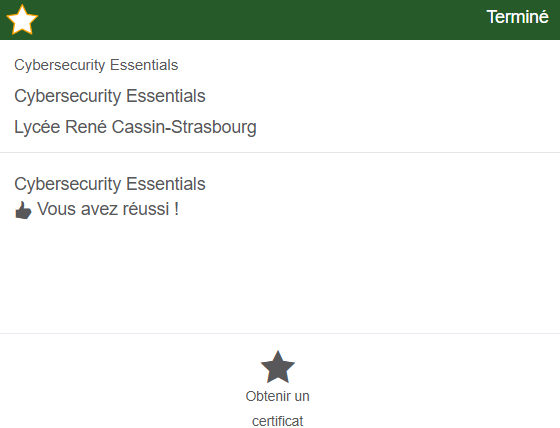 Terminé
Cybersecurity Essentials
Cybersecurity Essentials
Lycée René Cassin-Strasbourg
Cybersecurity Essentials
Vous avez réussi !
Obtenir un
certificat